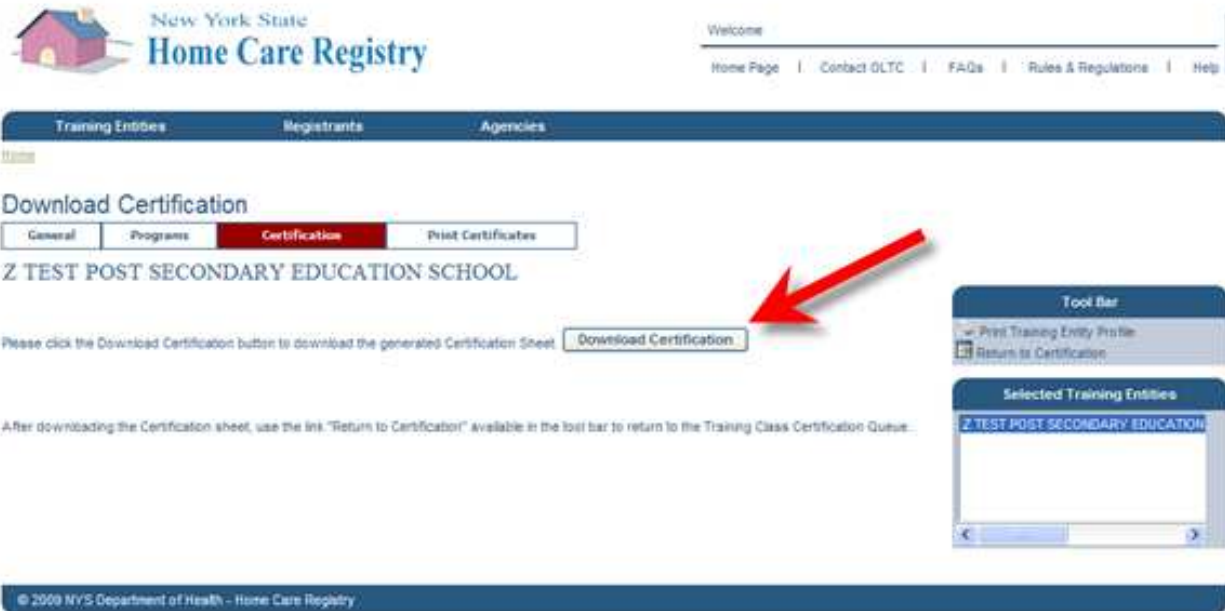 New York State
Home Care Registry
Welcome
Home Page | Contact OLTC | FAQs | Rules & Regulations | Help
Training Entities Registrants Agencies
Home
Download Certification
General Programs Certification Print Certificates
Z TEST POST SECONDARY EDUCATION SCHOOL
Please click the Download Certification button to download the generated Certification Sheet Download Certification
After downloading the Certification sheet, use the link "Return to Certification" available in the tool bar to return to the Training Class Certification Queue.
Tool Bar
Print Training Entity Profile
Return to Certification
Selected Training Entities
Z TEST POST SECONDARY EDUCATION
© 2009 NYS Department of Health - Home Care Registry